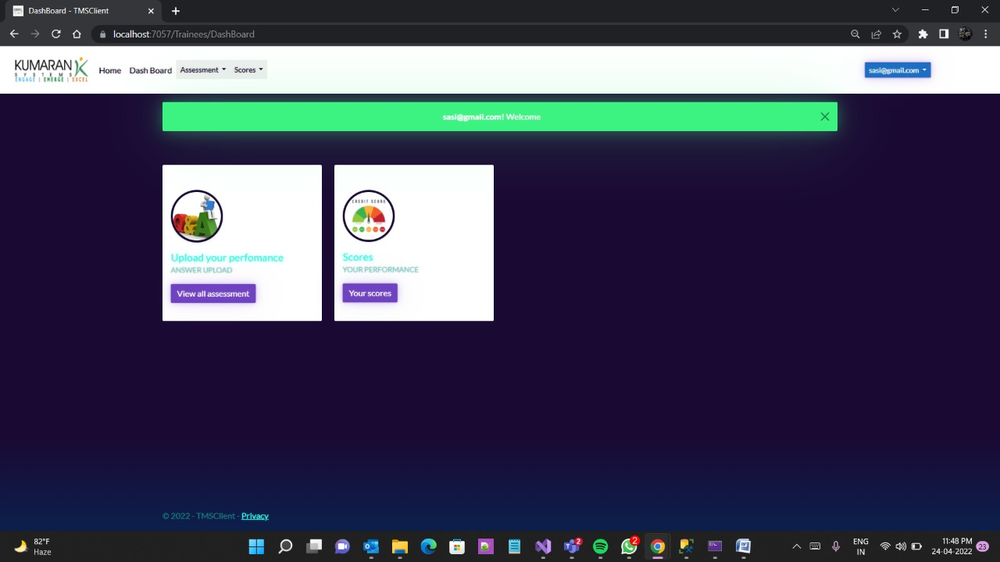 DashBoard - TMSClient
localhost:7057/Trainees/DashBoard
KUMARAN
SYSTEMS
ENGAGE | EMERGE | EXCEL
Home Dash Board Assessment Scores
sasi@gmail.com
sasi@gmail.com! Welcome
CREDIT SCORE
Q&A
Upload your perfomance
ANSWER UPLOAD
View all assessment
Scores
YOUR PERFORMANCE
Your scores
© 2022 - TMSClient - Privacy
82°F
Haze
2
2
ENG
IN
11:48 PM
24-04-2022
23